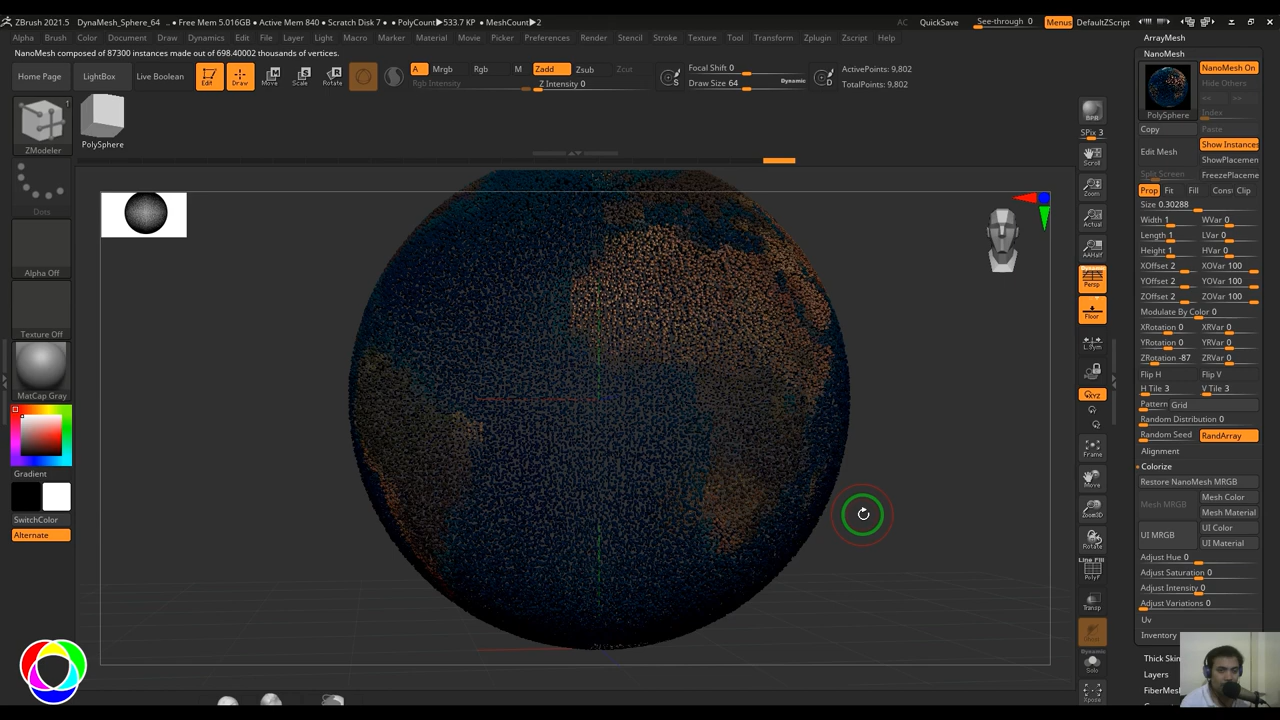 ZBrush 2021.5 DynaMesh_Sphere_64 .. • Free Mem 5.016GB • Active Mem 840 • Scratch Disk 7 • PolyCount▶533.7 KP • MeshCount▶2 AC QuickSave See-through 0 Menus DefaultZScript
Alpha Brush Color Document Draw Dynamics Edit File Layer Light Macro Marker Material Movie Picker Preferences Render Stencil Stroke Texture Tool Transform Zplugin Zscript Help
NanoMesh composed of 87300 instances made out of 698.40002 thousands of vertices.
Home Page LightBox Live Boolean Edit Draw Move Scale Rotate
A Mrgb Rgb M Zadd Zsub Zcut
Rgb Intensity Z Intensity 0
Focal Shift 0
Draw Size 64 Dynamic
S D
ActivePoints: 9,802
TotalPoints: 9,802
1
ZModeler
PolySphere
Dots
Alpha Off
Texture Off
MatCap Gray
Gradient
SwitchColor
Alternate
BPR
SPix 3
Scroll
Zoom
Actual
AAHalf
Persp
Floor
L.Sym
XYZ
Frame
Move
Zoom3D
Rotate
Line Fill
PolyF
Transp
Dynamic
Solo
Xpose
ArrayMesh
NanoMesh
PolySphere
NanoMesh On
Hide Others
<< >>
Index
Copy Paste
Edit Mesh Show Instances
ShowPlacemen
Split Screen FreezePlaceme
Prop Fit Fill Cons Clip
Size 0.30288
Width 1 WVar 0
Length 1 LVar 0
Height 1 HVar 0
XOffset 2 XOVar 100
YOffset 2 YOVar 100
ZOffset 2 ZOVar 100
Modulate By Color 0
XRotation 0 XRVar 0
YRotation 0 YRVar 0
ZRotation -87 ZRVar 0
Flip H Flip V
H Tile 3 V Tile 3
Pattern Grid
Random Distribution 0
Random Seed RandArray
Alignment
Colorize
Restore NanoMesh MRGB
Mesh MRGB Mesh Color
Mesh Material
UI MRGB UI Color
UI Material
Adjust Hue 0
Adjust Saturation 0
Adjust Intensity 0
Adjust Variations 0
Uv
Inventory
Thick Skin
Layers
FiberMesh